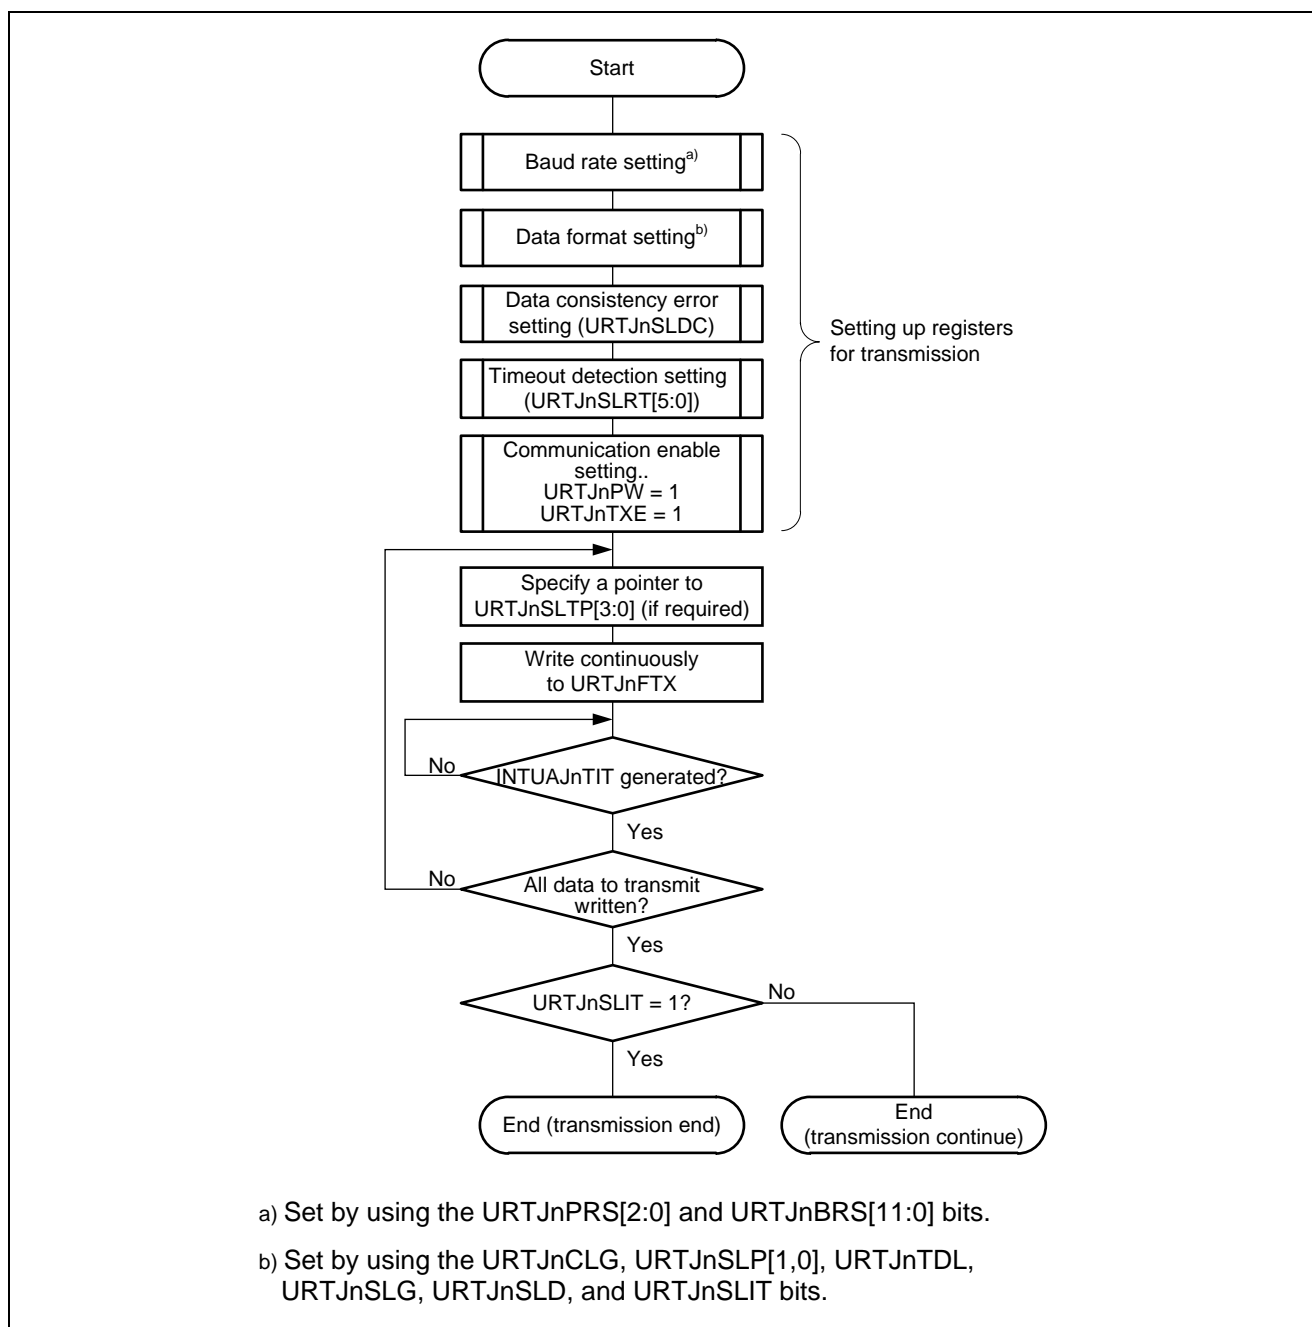 Start
Baud rate setting a)
Data format setting b)
Data consistency error
setting (URTJnSLDC)
Timeout detection setting
(URTJnSLRT[5:0])
Communication enable
setting..
URTJnPW = 1
URTJnTXE = 1
Setting up registers
for transmission
Specify a pointer to
URTJnSLTP[3:0] (if required)
Write continuously
to URTJnFTX
No
INTUAJnTIT generated?
Yes
No
All data to transmit
written?
Yes
URTJnSLIT = 1?
No
Yes
End (transmission end)
End
(transmission continue)
a) Set by using the URTJnPRS[2:0] and URTJnBRS[11:0] bits.
b) Set by using the URTJnCLG, URTJnSLP[1,0], URTJnTDL,
URTJnSLG, URTJnSLD, and URTJnSLIT bits.